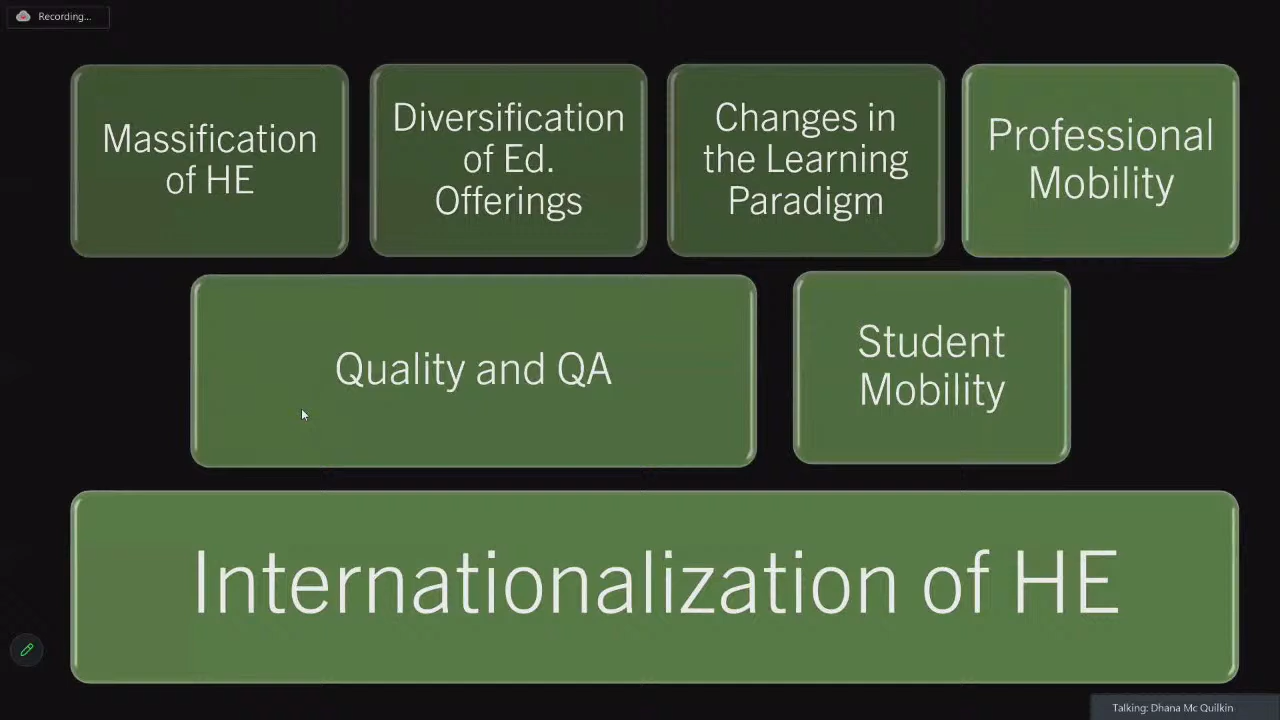 Recording...
Massification
of HE
Diversification
of Ed.
Offerings
Changes in
the Learning
Paradigm
Professional
Mobility
Quality and QA
Student
Mobility
Internationalization of HE
Talking: Dhana Mc Quilkin